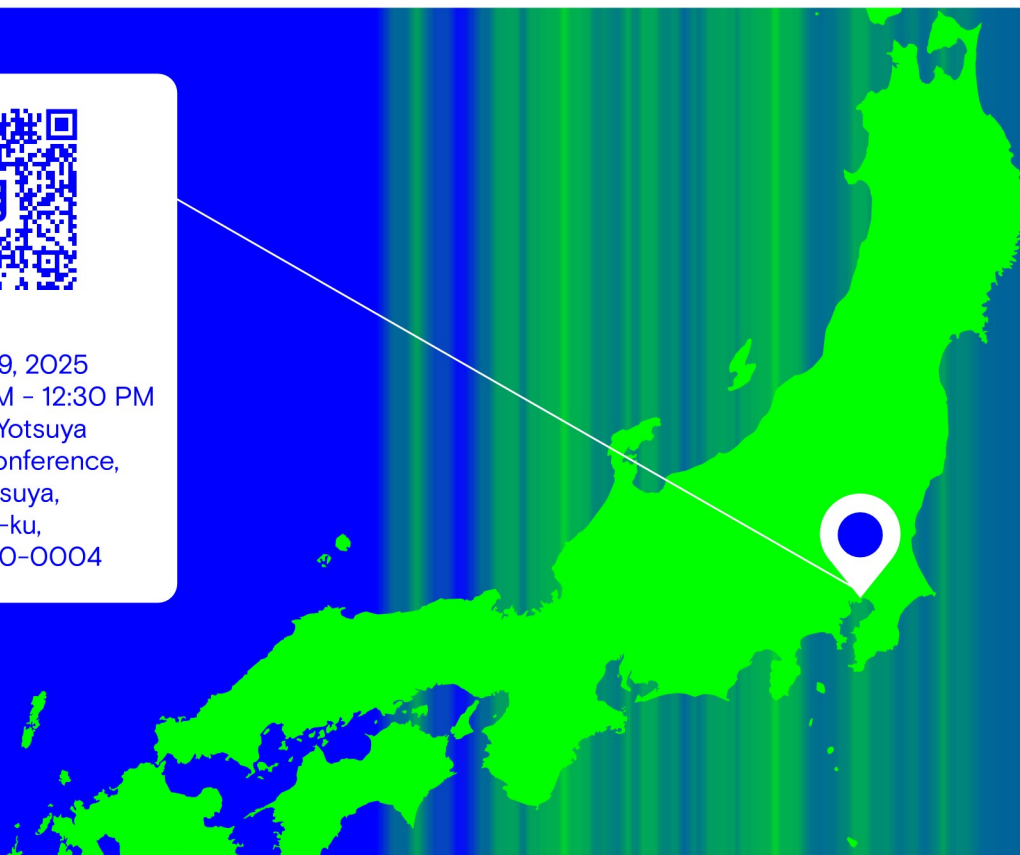 9, 2025
M – 12:30 PM
Yotsuya
onference,
suya,
-ku,
0-0004